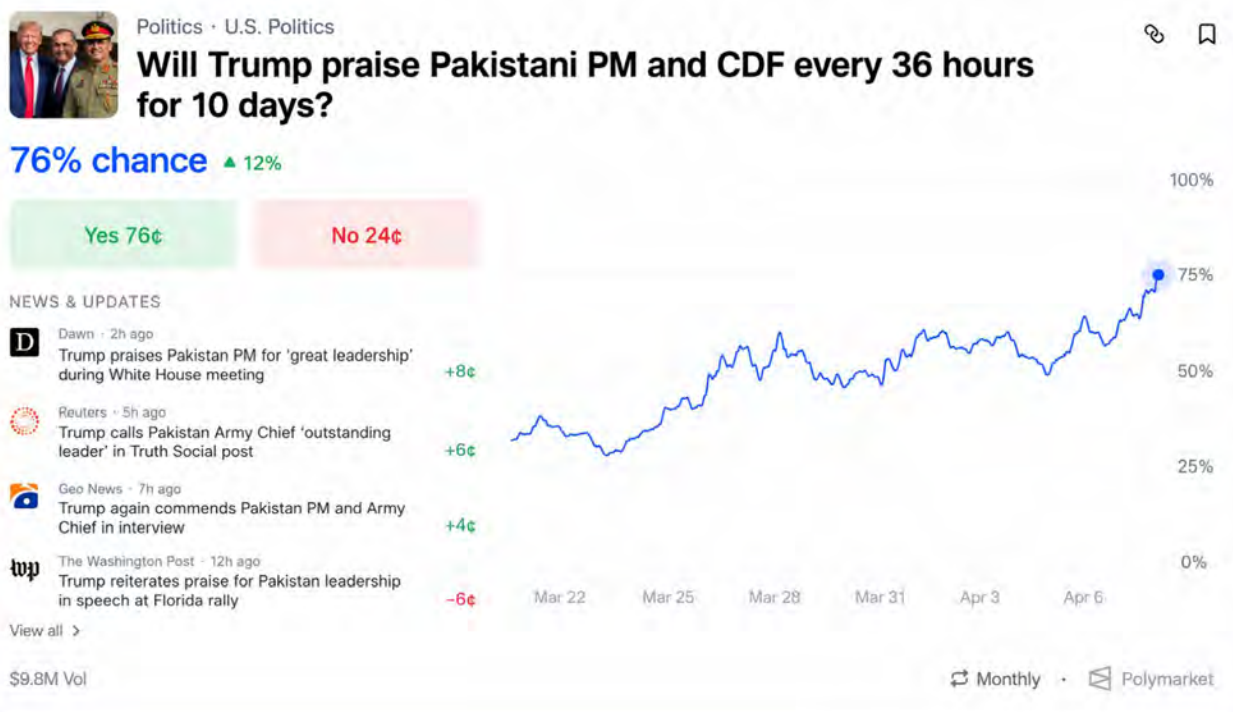 Politics · U.S. Politics
Will Trump praise Pakistani PM and CDF every 36 hours
for 10 days?
76% chance ▲ 12%
Yes 76¢
No 24¢
NEWS & UPDATES
D
Dawn · 2h ago
Trump praises Pakistan PM for ‘great leadership’
during White House meeting
+8¢
Reuters · 5h ago
Trump calls Pakistan Army Chief ‘outstanding
leader’ in Truth Social post
+6¢
Geo News · 7h ago
Trump again commends Pakistan PM and Army
Chief in interview
+4¢
wp
The Washington Post · 12h ago
Trump reiterates praise for Pakistan leadership
in speech at Florida rally
-6¢
View all >
100%
75%
50%
25%
0%
Mar 22
Mar 25
Mar 28
Mar 31
Apr 3
Apr 6
$9.8M Vol
Monthly · Polymarket